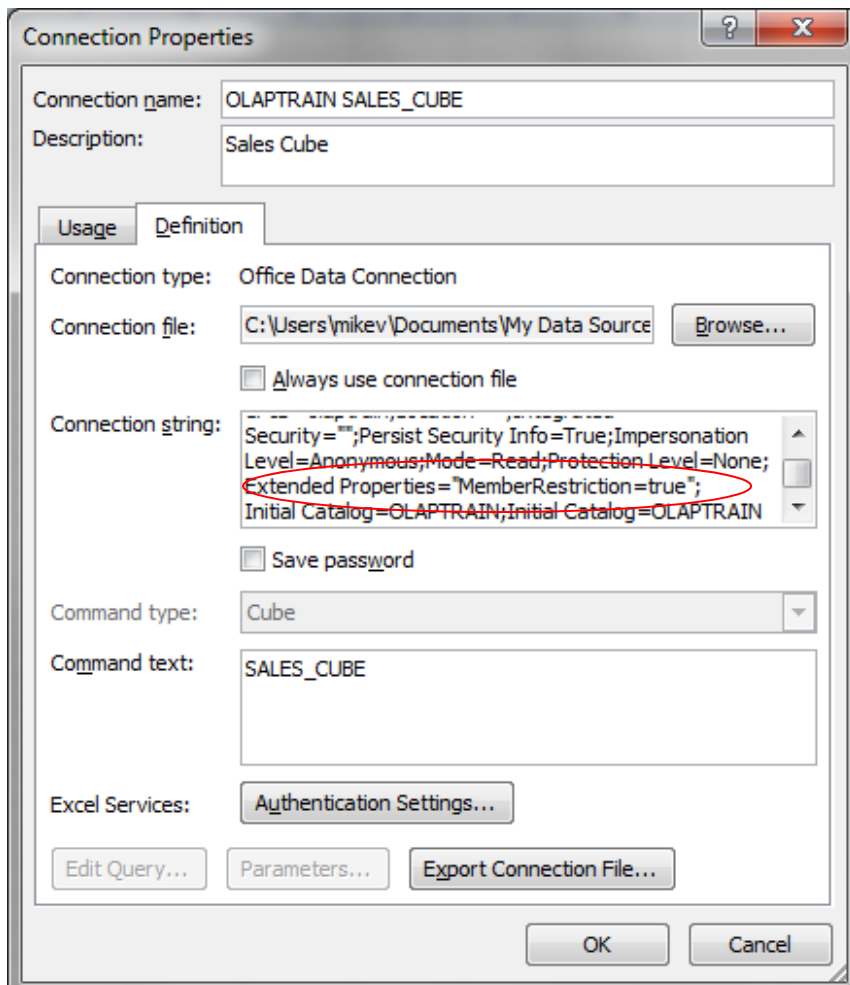 Connection Properties
Connection name: OLAPTRAIN SALES_CUBE
Description: Sales Cube
Usage Definition
Connection type: Office Data Connection
Connection file: C:\Users\mikev\Documents\My Data Source Browse...
Always use connection file
Connection string:
Security="";Persist Security Info=True;Impersonation
Level=Anonymous;Mode=Read;Protection Level=None;
Extended Properties="MemberRestriction=true";
Initial Catalog=OLAPTRAIN;Initial Catalog=OLAPTRAIN
Save password
Command type: Cube
Command text: SALES_CUBE
Excel Services: Authentication Settings...
Edit Query... Parameters... Export Connection File...
OK Cancel